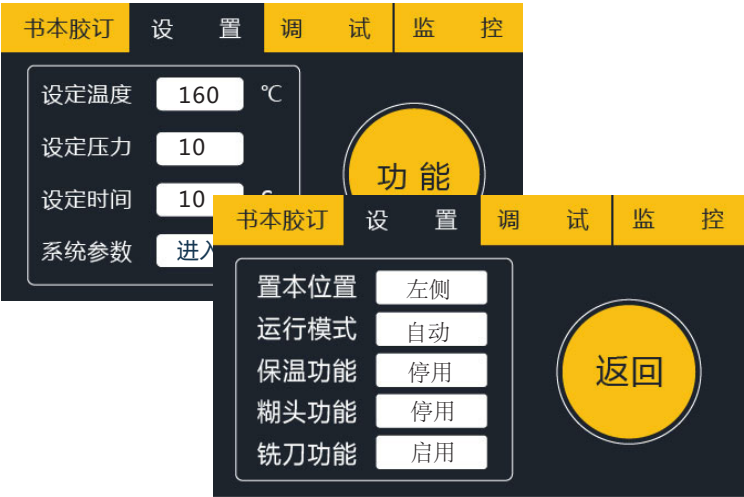 书本胶订 设 置 调 试 监 控
设定温度 160 ℃
设定压力 10
设定时间 10
系统参数 进入
功 能
书本胶订 设 置 调 试 监 控
置本位置 左侧
运行模式 自动
保温功能 停用
糊头功能 停用
铣刀功能 启用
返回